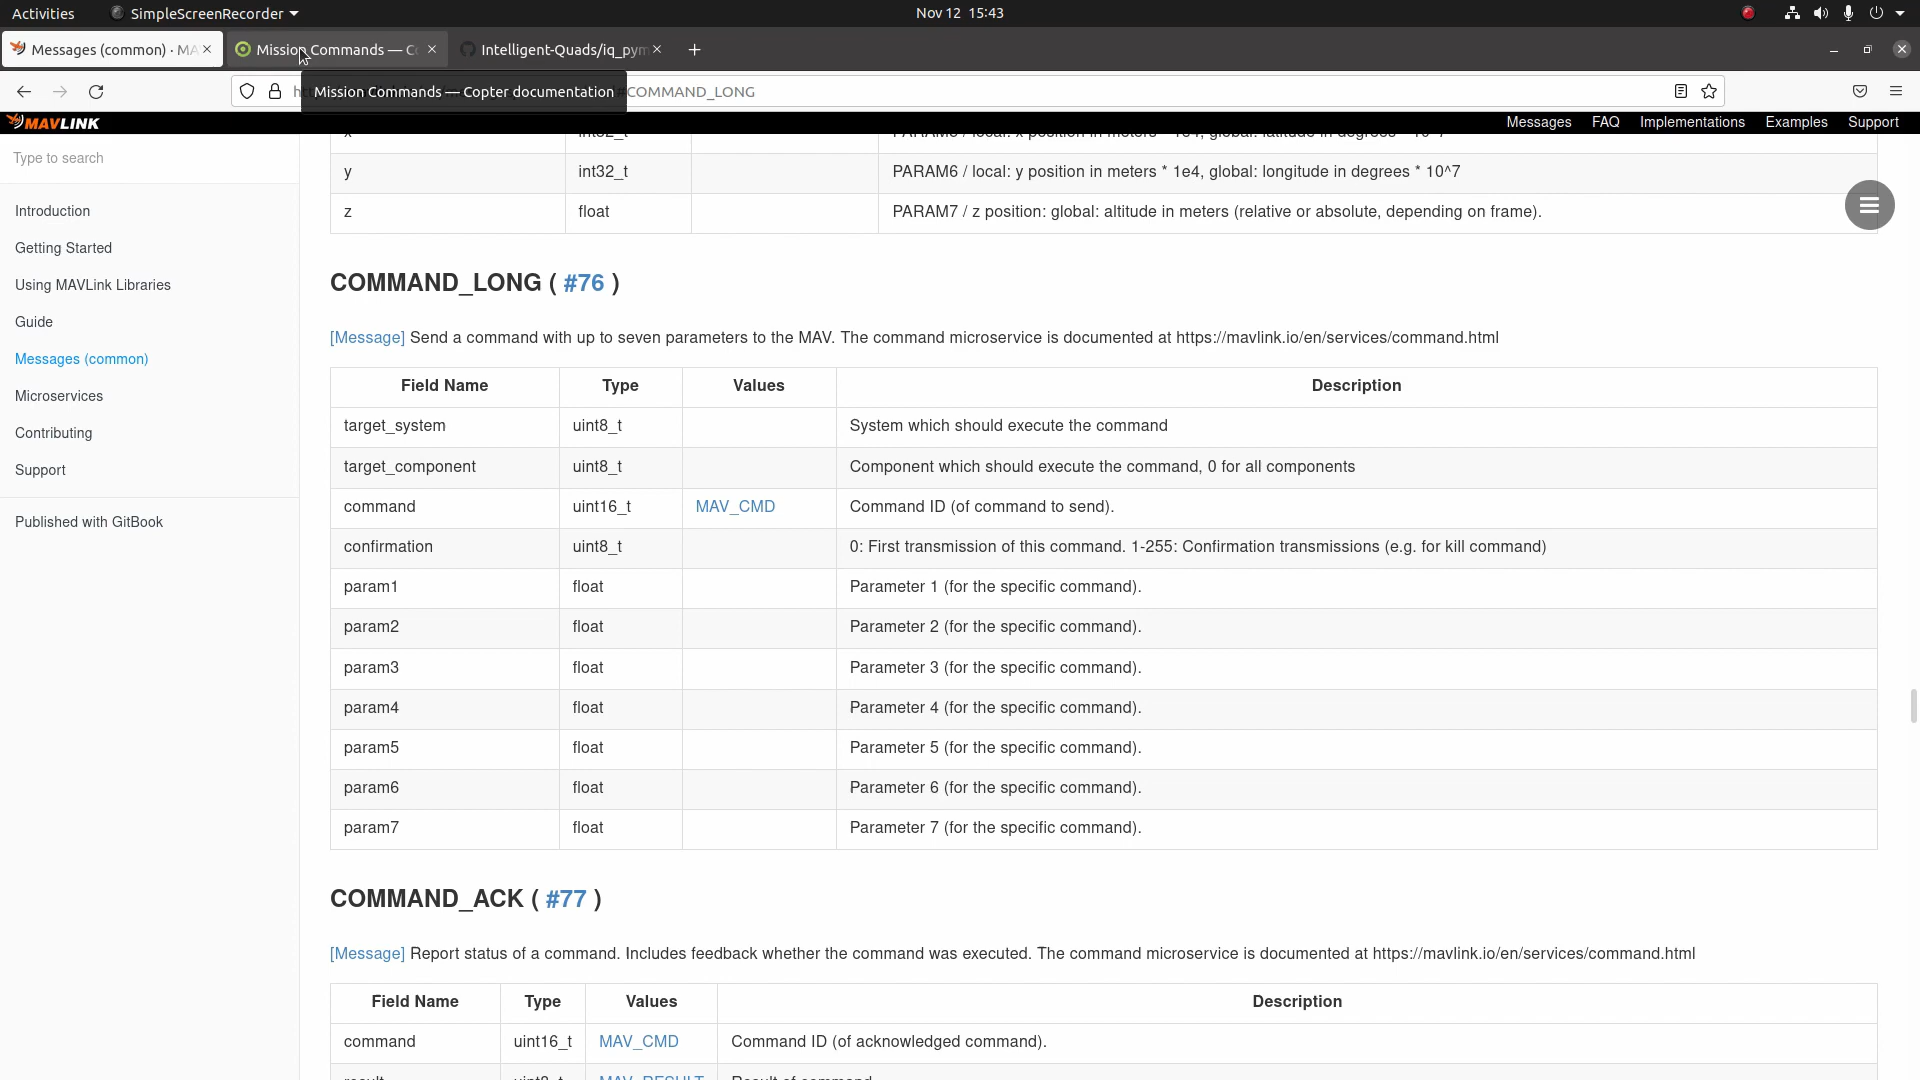 Activities SimpleScreenRecorder Nov 12 15:43
Messages (common) · MA Mission Commands — C Intelligent-Quads/iq_pym
Mission Commands — Copter documentation #COMMAND_LONG
MAVLINK Messages FAQ Implementations Examples Support
Type to search
Introduction
Getting Started
Using MAVLink Libraries
Guide
Messages (common)
Microservices
Contributing
Support
Published with GitBook
y int32_t PARAM6 / local: y position in meters * 1e4, global: longitude in degrees * 10^7
z float PARAM7 / z position: global: altitude in meters (relative or absolute, depending on frame).
COMMAND_LONG ( #76 )
[Message] Send a command with up to seven parameters to the MAV. The command microservice is documented at https://mavlink.io/en/services/command.html
Field Name Type Values Description
target_system uint8_t System which should execute the command
target_component uint8_t Component which should execute the command, 0 for all components
command uint16_t MAV_CMD Command ID (of command to send).
confirmation uint8_t 0: First transmission of this command. 1-255: Confirmation transmissions (e.g. for kill command)
param1 float Parameter 1 (for the specific command).
param2 float Parameter 2 (for the specific command).
param3 float Parameter 3 (for the specific command).
param4 float Parameter 4 (for the specific command).
param5 float Parameter 5 (for the specific command).
param6 float Parameter 6 (for the specific command).
param7 float Parameter 7 (for the specific command).
COMMAND_ACK ( #77 )
[Message] Report status of a command. Includes feedback whether the command was executed. The command microservice is documented at https://mavlink.io/en/services/command.html
Field Name Type Values Description
command uint16_t MAV_CMD Command ID (of acknowledged command).
result uint8_t MAV_RESULT Result of command.